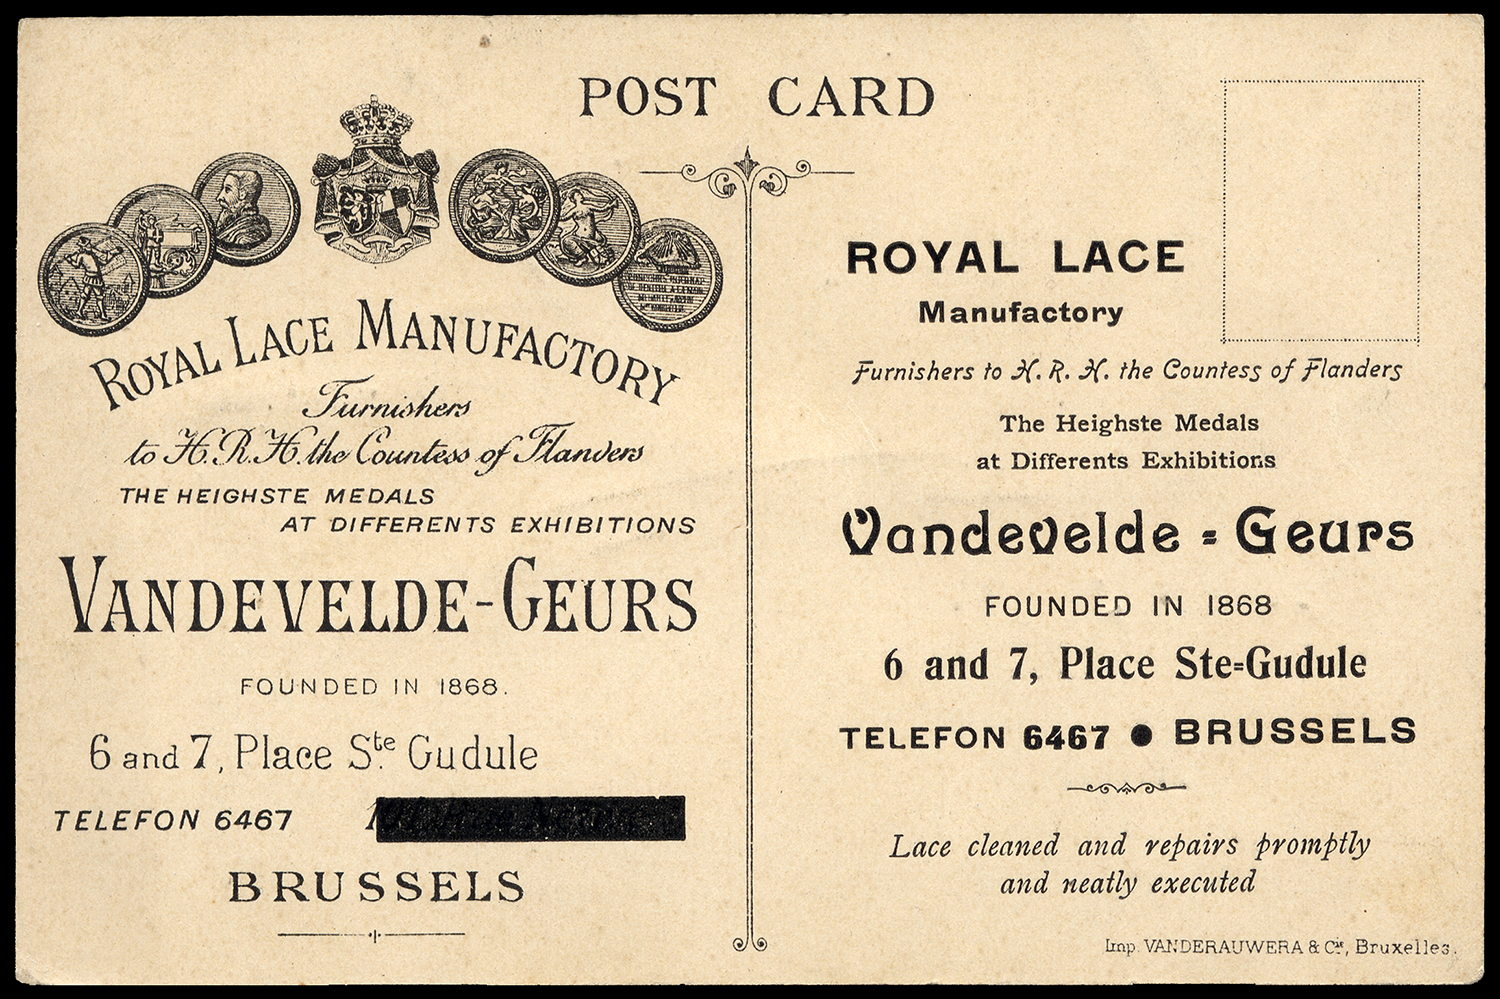 POST CARD
ROYAL LACE MANUFACTORY
Furnishers
to H.R.H. the Countess of Flanders
THE HEIGHSTE MEDALS
AT DIFFERENTS EXHIBITIONS
VANDEVELDE-GEURS
FOUNDED IN 1868.
6 and 7, Place Ste Gudule
TELEFON 6467
BRUSSELS
ROYAL LACE
Manufactory
Furnishers to H. R. H. the Countess of Flanders
The Heighste Medals
at Differents Exhibitions
Vandevelde=Geurs
FOUNDED IN 1868
6 and 7, Place Ste=Gudule
TELEFON 6467 ● BRUSSELS
Lace cleaned and repairs promptly
and neatly executed
Imp. VANDERAUWERA & Cie, Bruxelles.